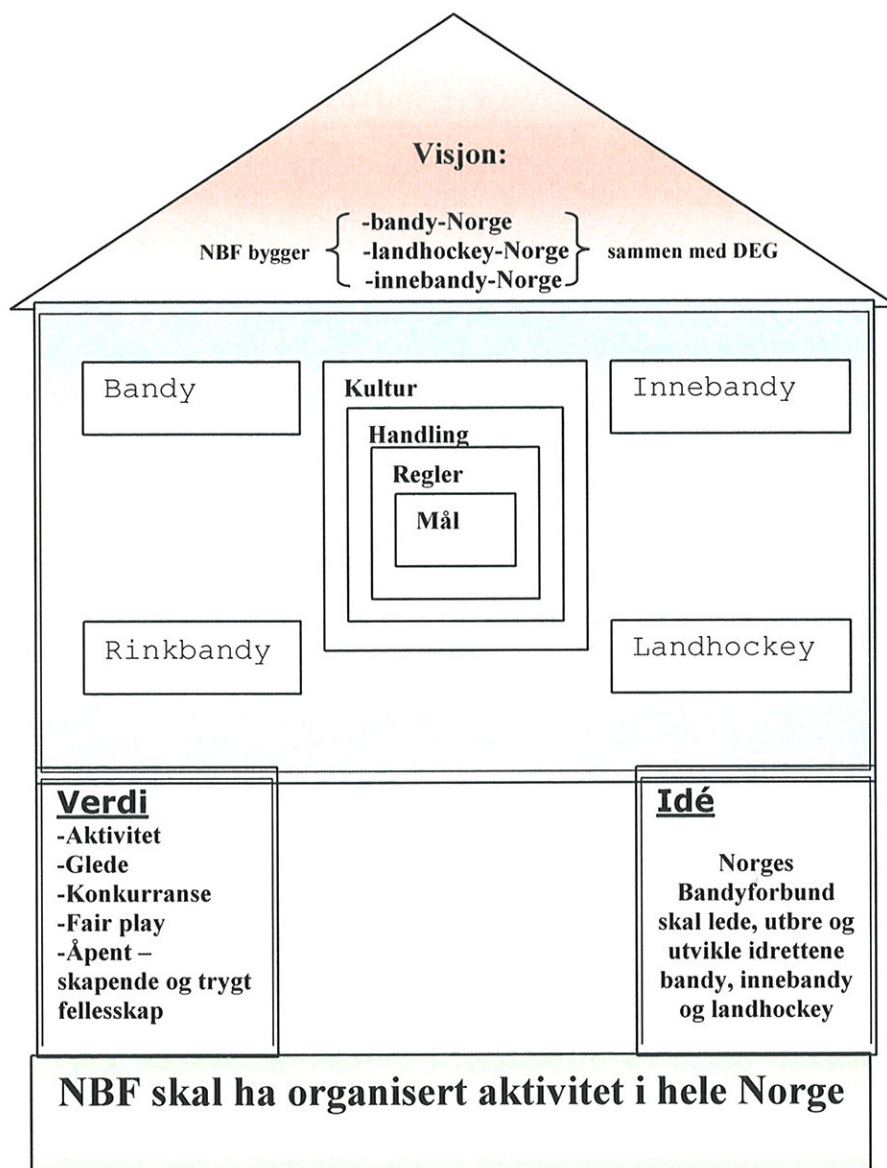 Visjon:
-bandy-Norge
NBF bygger -landhockey-Norge sammen med DEG
-innebandy-Norge
Bandy
Kultur
Innebandy
Handling
Regler
Mål
Rinkbandy
Landhockey
Verdi
-Aktivitet
-Glede
-Konkurranse
-Fair play
-Åpent –
skapende og trygt
fellesskap
Idé
Norges
Bandyforbund
skal lede, utbre og
utvikle idrettene
bandy, innebandy
og landhockey
NBF skal ha organisert aktivitet i hele Norge